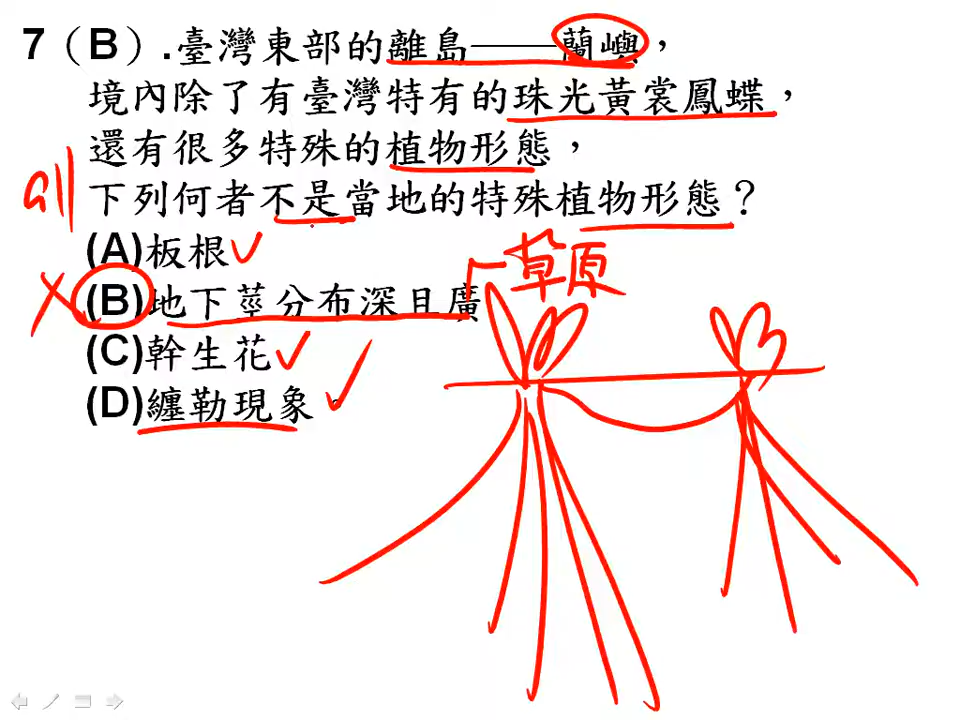 7（B）.臺灣東部的離島——蘭嶼，
境內除了有臺灣特有的珠光黃裳鳳蝶，
還有很多特殊的植物形態，
all
下列何者不是當地的特殊植物形態？
(A)板根
草原
(B)地下莖分布深且廣
(C)幹生花
(D)纏勒現象。